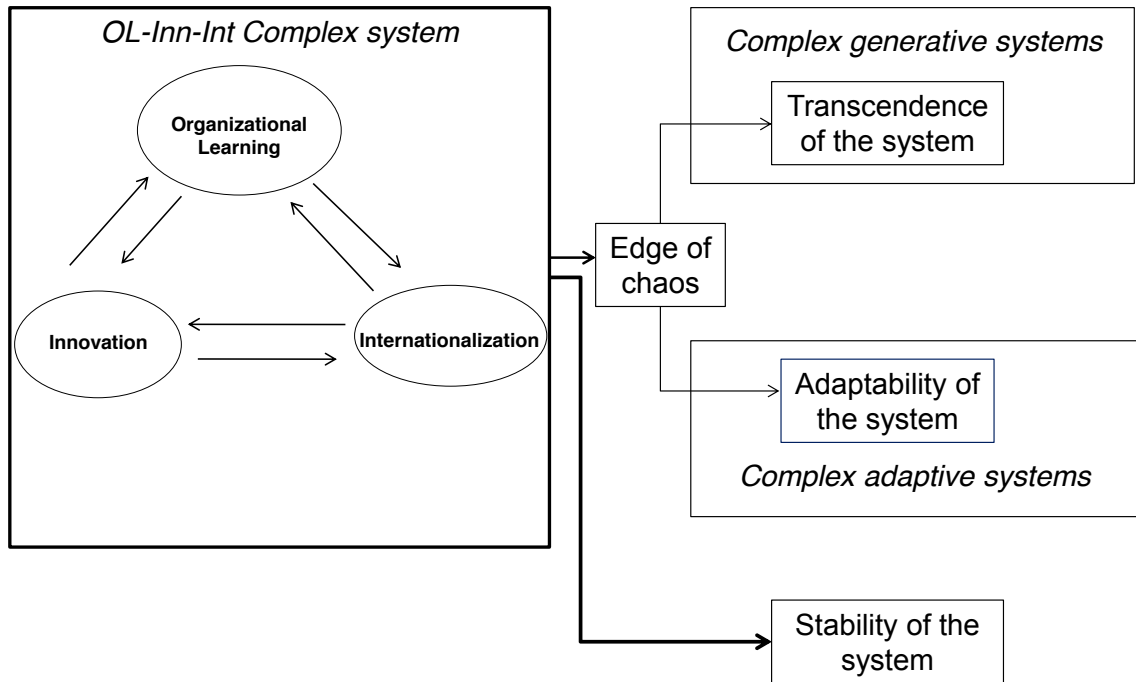 OL-Inn-Int Complex system
Organizational
Learning
Innovation
Internationalization
Edge of
chaos
Complex generative systems
Transcendence
of the system
Adaptability of
the system
Complex adaptive systems
Stability of the
system